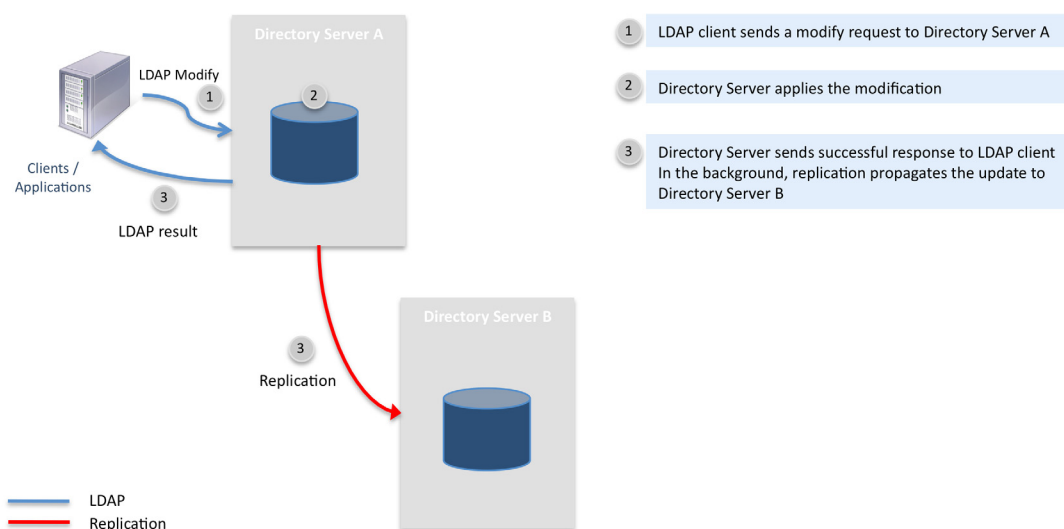 Directory Server A
LDAP Modify
1
2
Clients /
Applications
3
LDAP result
Directory Server B
3
Replication
LDAP
Replication
1 LDAP client sends a modify request to Directory Server A
2 Directory Server applies the modification
3 Directory Server sends successful response to LDAP client
In the background, replication propagates the update to
Directory Server B